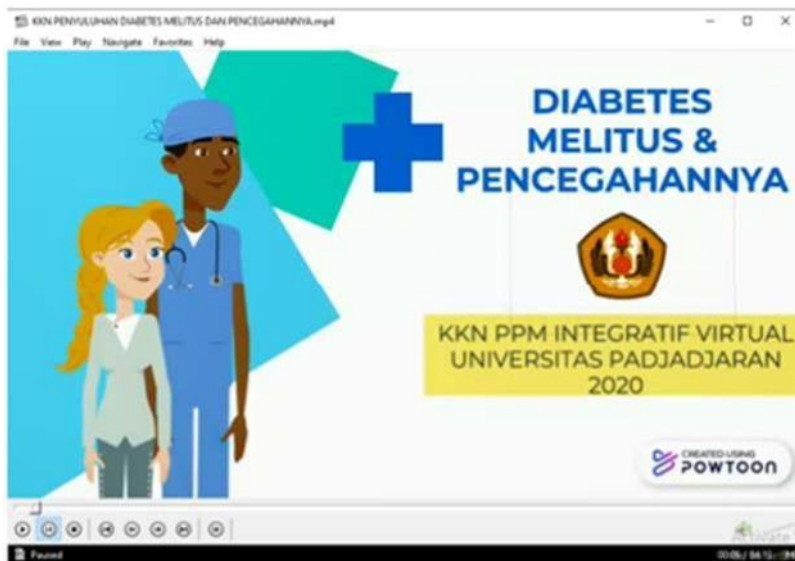 KKN PENYULUHAN DIABETES MELITUS DAN PENCEGAHANNYA.mp4
File View Play Navigate Favorites Help
DIABETES
MELITUS &
PENCEGAHANNYA
KKN PPM INTEGRATIF VIRTUAL
UNIVERSITAS PADJADJARAN
2020
CREATED USING
POWTOON
Activate
Paused